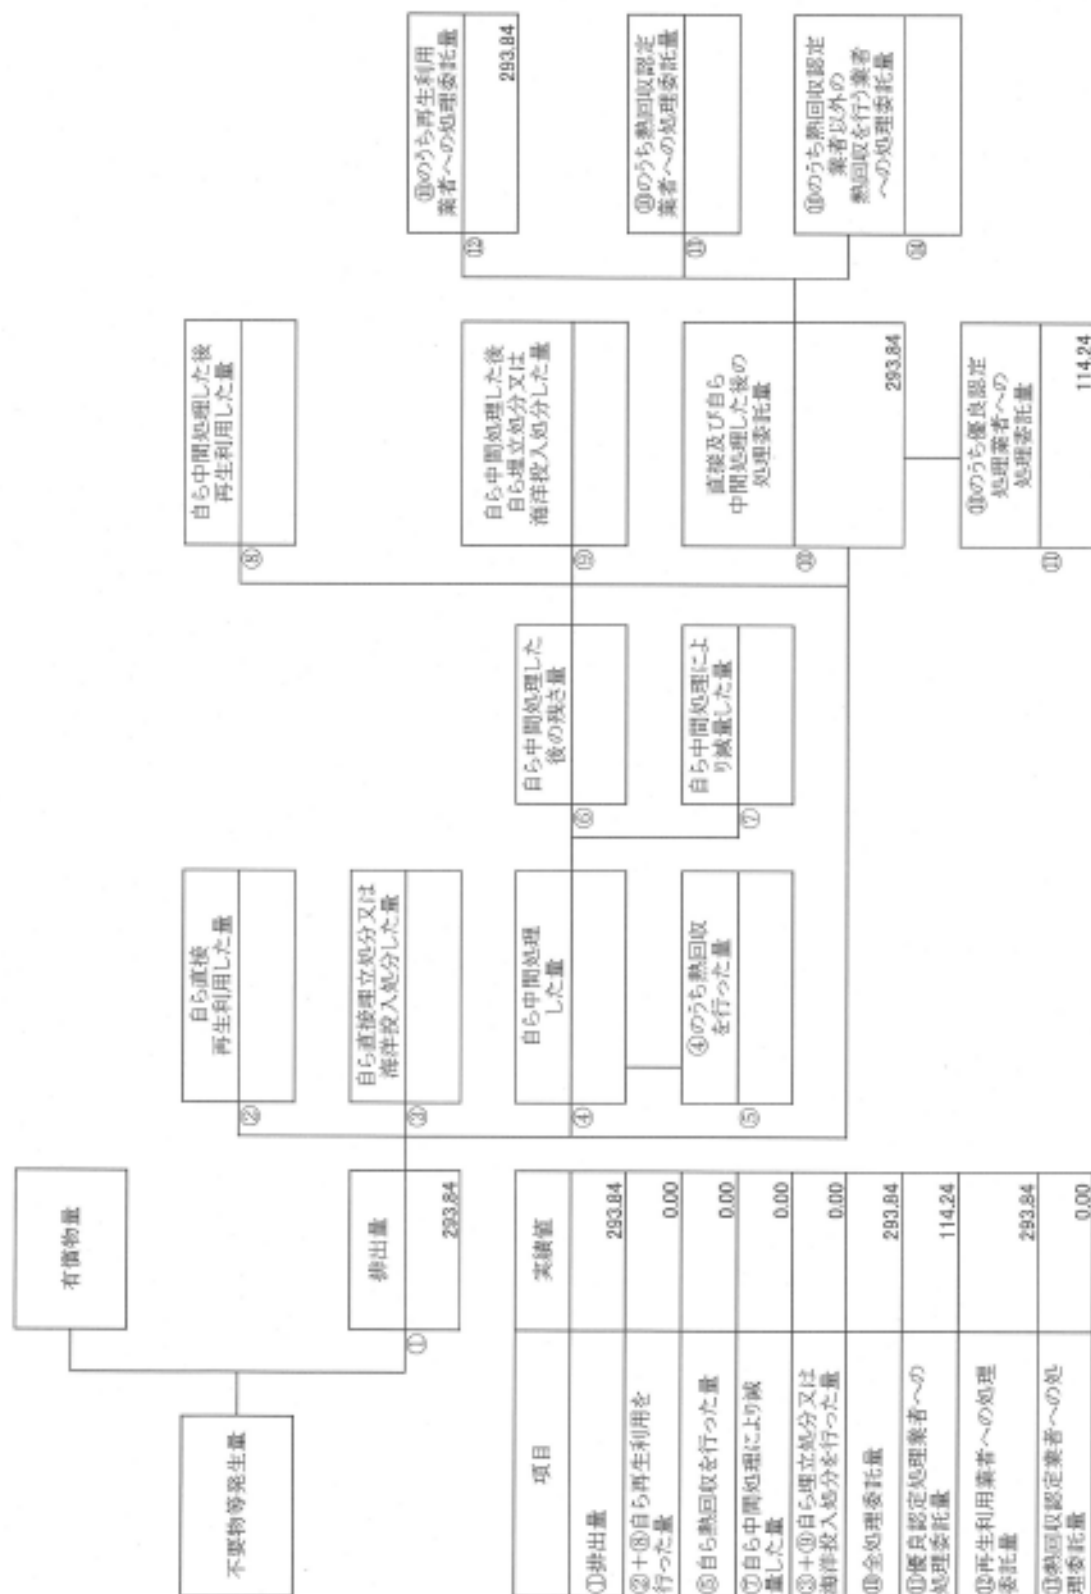 不要物等発生量
有償物量
①
排出量
293.84
②
自ら直接
再生利用した量
③
自ら直接埋立処分又は
海洋投入処分した量
④
自ら中間処理
した量
⑤
④のうち熱回収
を行った量
⑥
自ら中間処理した
後の残さ量
⑦
自ら中間処理によ
り減量した量
⑧
自ら中間処理した後
再生利用した量
⑨
自ら中間処理した後
自ら埋立処分又は
海洋投入処分した量
⑩
直接及び自ら
中間処理した後の
処理委託量
293.84
⑪
⑩のうち優良認定
処理業者への
処理委託量
114.24
⑫
⑩のうち再生利用
業者への処理委託量
293.84
⑬
⑩のうち熱回収認定
業者への処理委託量
⑭
⑩のうち熱回収認定
業者以外の
熱回収を行う業者
への処理委託量
項目
実績値
①排出量
293.84
②+⑧自ら再生利用を
行った量
0.00
⑤自ら熱回収を行った量
0.00
⑦自ら中間処理により減
量した量
0.00
③+⑨自ら埋立処分又は
海洋投入処分を行った量
0.00
⑩全処理委託量
293.84
⑪優良認定処理業者への
処理委託量
114.24
⑫再生利用業者への処理
委託量
293.84
⑬熱回収認定業者への処
理委託量
0.00